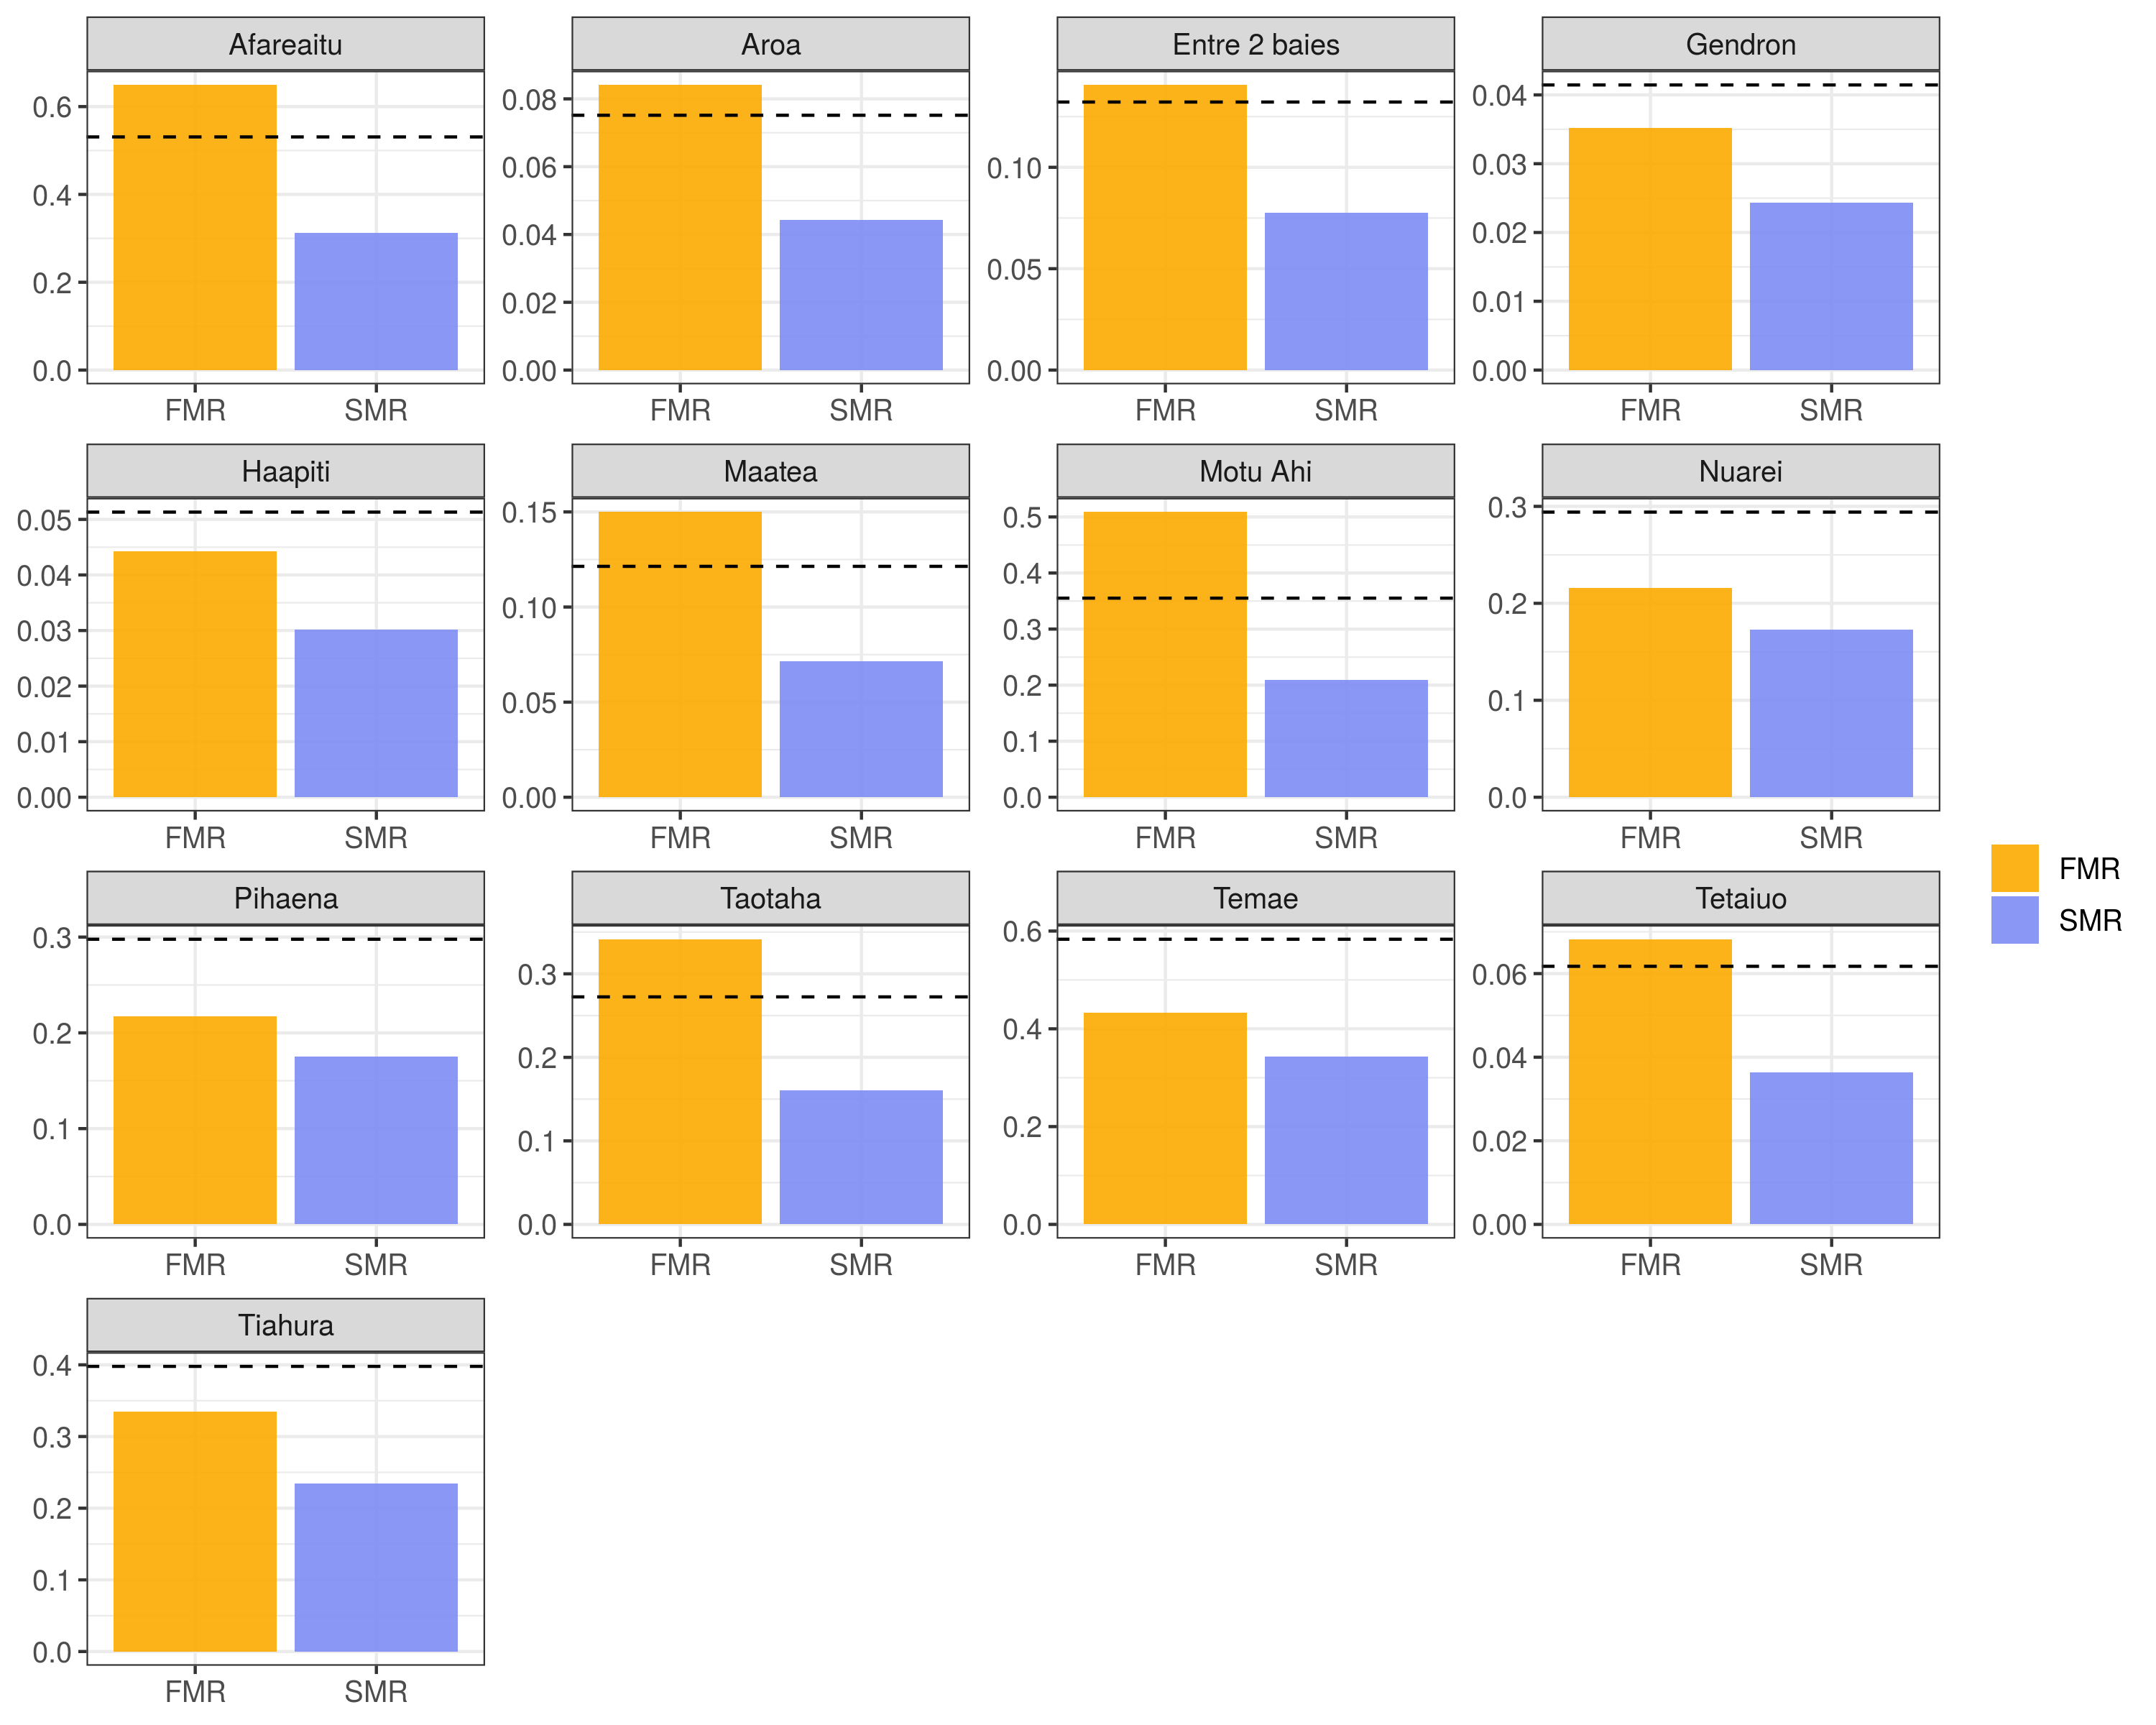 Afareaitu Aroa Entre 2 baies Gendron
0.6 0.4 0.2 0.0
0.08 0.06 0.04 0.02 0.00
0.10 0.05 0.00
0.04 0.03 0.02 0.01 0.00
FMR SMR FMR SMR FMR SMR FMR SMR
Haapiti Maatea Motu Ahi Nuarei
0.05 0.04 0.03 0.02 0.01 0.00
0.15 0.10 0.05 0.00
0.5 0.4 0.3 0.2 0.1 0.0
0.3 0.2 0.1 0.0
FMR SMR FMR SMR FMR SMR FMR SMR
FMR
SMR
Pihaena Taotaha Temae Tetaiuo
0.3 0.2 0.1 0.0
0.3 0.2 0.1 0.0
0.6 0.4 0.2 0.0
0.06 0.04 0.02 0.00
FMR SMR FMR SMR FMR SMR FMR SMR
Tiahura
0.4 0.3 0.2 0.1 0.0
FMR SMR